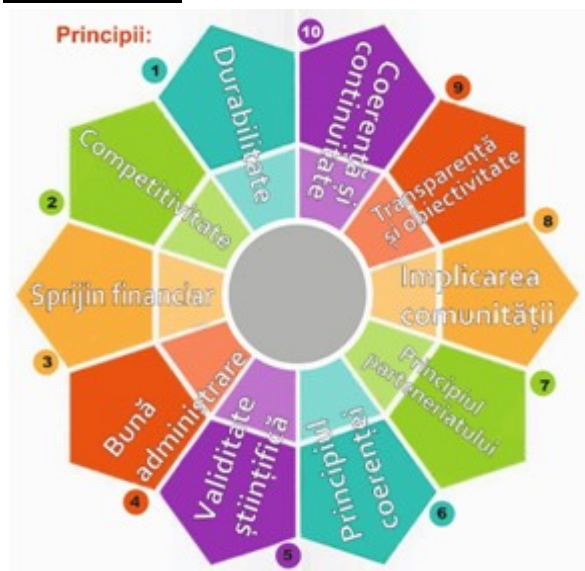 Principii:
1
Durabilitate
2
Competitivitate
3
Sprijin financiar
4
Bună
administrare
5
Validitate
științifică
6
Principiul
coerenței
7
Principiul
parteneriatului
8
Implicarea
comunității
9
Transparență
și obiectivitate
10
Coerență și
continuitate